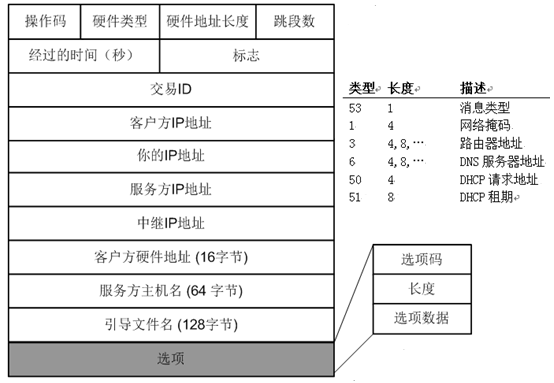 操作码 硬件类型 硬件地址长度 跳段数
经过的时间（秒） 标志
交易ID
客户方IP地址
你的IP地址
服务方IP地址
中继IP地址
客户方硬件地址 (16字节)
服务方主机名 (64 字节)
引导文件名 (128字节)
选项
类型 长度 描述
53 1 消息类型
1 4 网络掩码
3 4,8,… 路由器地址
6 4,8,… DNS 服务器地址
50 4 DHCP 请求地址
51 8 DHCP 租期
选项码
长度
选项数据